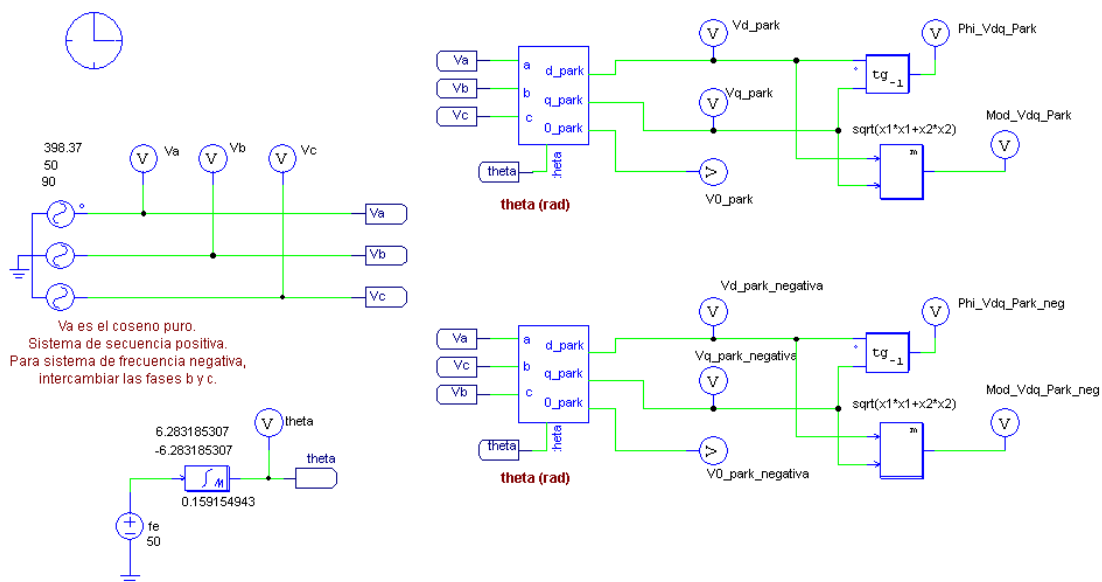 398.37
50
90
Va
Vb
Vc
V
V
V
Va
Vb
Vc
Va es el coseno puro.
Sistema de secuencia positiva.
Para sistema de frecuencia negativa,
intercambiar las fases b y c.
6.283185307
-6.283185307
0.159154943
V
theta
theta
fe
50
Va
Vb
Vc
a
b
c
d_park
q_park
0_park
theta
theta
theta (rad)
V
Vd_park
V
Vq_park
V
V0_park
tg-1
V
Phi_Vdq_Park
sqrt(x1*x1+x2*x2)
m
Mod_Vdq_Park
V
Va
Vc
Vb
a
b
c
d_park
q_park
0_park
theta
theta
theta (rad)
Vd_park_negativa
V
Vq_park_negativa
V
V
V0_park_negativa
tg-1
V
Phi_Vdq_Park_neg
sqrt(x1*x1+x2*x2)
m
Mod_Vdq_Park_neg
V